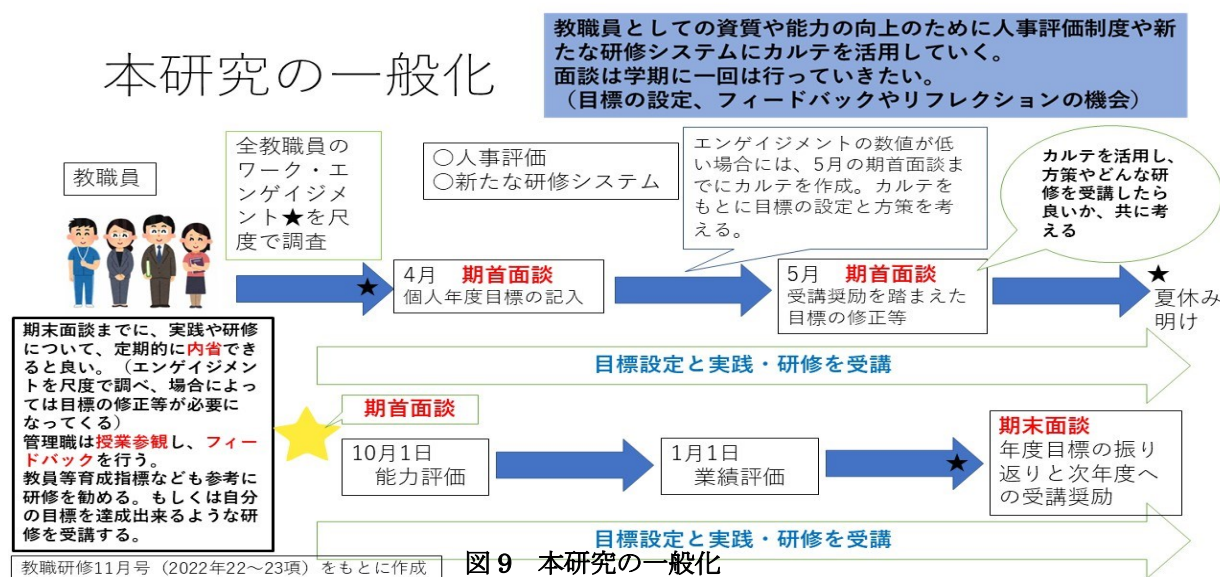 本研究の一般化
教職員としての資質や能力の向上のために人事評価制度や新
たな研修システムにカルテを活用していく。
面談は学期に一回は行っていきたい。
（目標の設定、フィードバックやリフレクションの機会）
教職員
全教職員の
ワーク・エ
ンゲイジメ
ント★を尺
度で調査
○人事評価
○新たな研修システム
エンゲイジメントの数値が低
い場合には、5月の期首面談ま
でにカルテを作成。カルテを
もとに目標の設定と方策を考
える。
カルテを活用し、
方策やどんな研
修を受講したら
良いか、共に考
える
★
4月　期首面談
個人年度目標の記入
5月　期首面談
受講奨励を踏まえた
目標の修正等
★
夏休み
明け
目標設定と実践・研修を受講
期末面談までに、実践や研修
について、定期的に内省でき
ると良い。（エンゲイジメン
トを尺度で調べ、場合によっ
ては目標の修正等が必要に
なってくる）
管理職は授業参観し、フィー
ドバックを行う。
教員等育成指標なども参考に
研修を勧める。もしくは自分
の目標を達成出来るような研
修を受講する。
期首面談
10月1日
能力評価
1月1日
業績評価
★
期末面談
年度目標の振り
返りと次年度へ
の受講奨励
目標設定と実践・研修を受講
教職研修11月号（2022年22～23項）をもとに作成
図9　本研究の一般化